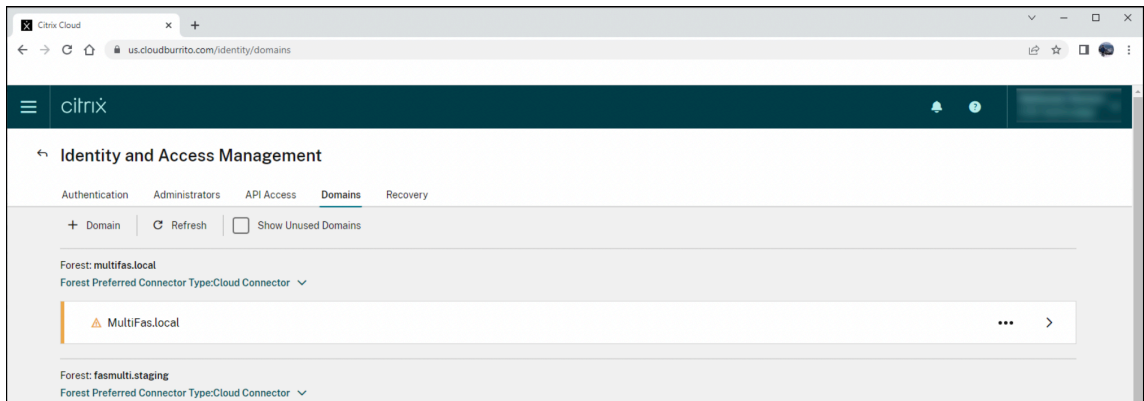 Citrix Cloud
us.cloudburrito.com/identity/domains
citrix
Identity and Access Management
Authentication Administrators API Access Domains Recovery
+ Domain Refresh Show Unused Domains
Forest: multifas.local
Forest Preferred Connector Type:Cloud Connector
MultiFas.local
Forest: fasmulti.staging
Forest Preferred Connector Type:Cloud Connector